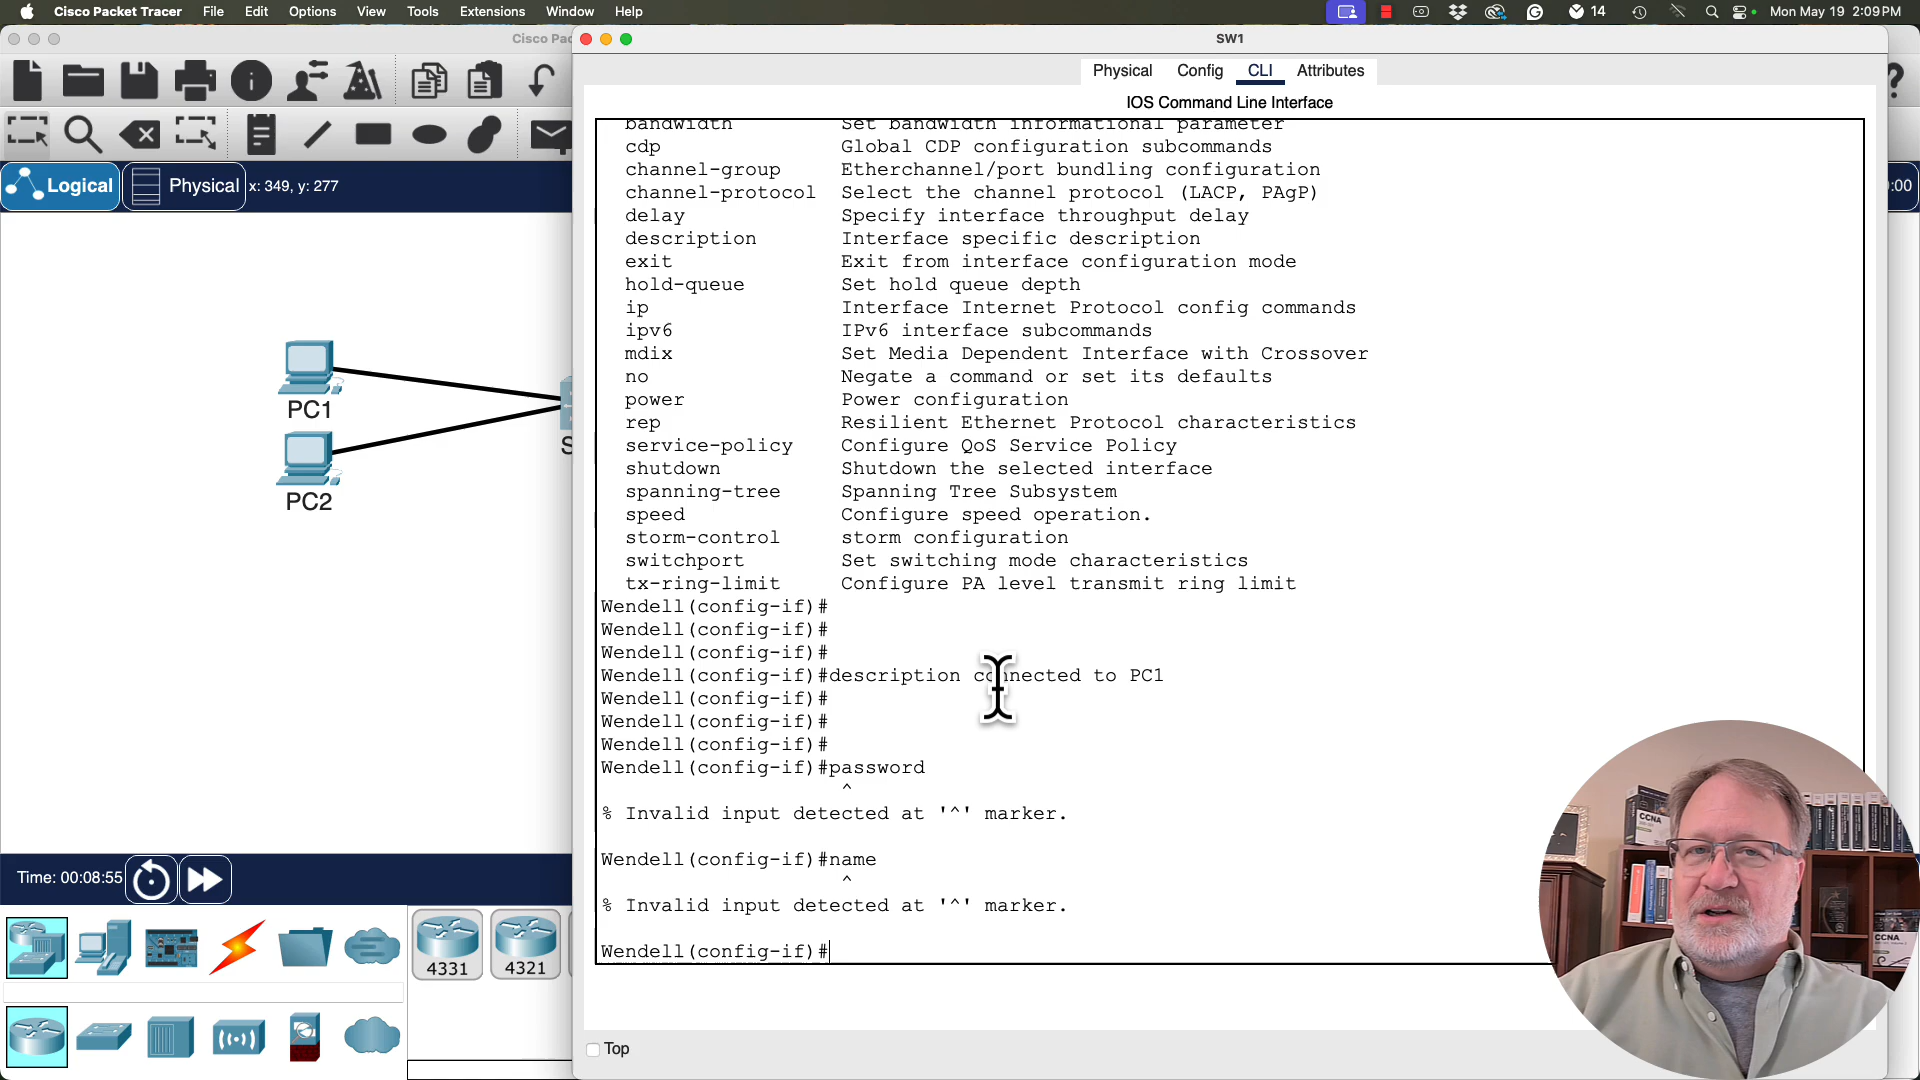 Cisco Packet Tracer File Edit Options View Tools Extensions Window Help 14 Mon May 19 2:09 PM
Cisco Pac
SW1
Physical Config CLI Attributes
IOS Command Line Interface
Logical Physical x: 349, y: 277
:00
bandwidth Set bandwidth informational parameter
cdp Global CDP configuration subcommands
channel-group Etherchannel/port bundling configuration
channel-protocol Select the channel protocol (LACP, PAgP)
delay Specify interface throughput delay
description Interface specific description
exit Exit from interface configuration mode
hold-queue Set hold queue depth
ip Interface Internet Protocol config commands
ipv6 IPv6 interface subcommands
mdix Set Media Dependent Interface with Crossover
no Negate a command or set its defaults
power Power configuration
rep Resilient Ethernet Protocol characteristics
service-policy Configure QoS Service Policy
shutdown Shutdown the selected interface
spanning-tree Spanning Tree Subsystem
speed Configure speed operation.
storm-control storm configuration
switchport Set switching mode characteristics
tx-ring-limit Configure PA level transmit ring limit
Wendell(config-if)#
Wendell(config-if)#
Wendell(config-if)#
Wendell(config-if)#description connected to PC1
Wendell(config-if)#
Wendell(config-if)#
Wendell(config-if)#
Wendell(config-if)#password
^
% Invalid input detected at '^' marker.
Wendell(config-if)#name
^
% Invalid input detected at '^' marker.
Wendell(config-if)#
PC1
PC2
S
Time: 00:08:55
4331
4321
Top
CCNA
CCNA